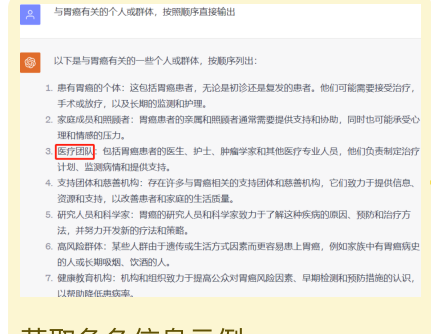 与胃癌有关的个人或群体，按照顺序直接输出
以下是与胃癌有关的一些个人或群体，按顺序列出：
1. 患有胃癌的个体：这包括胃癌患者，无论是初诊还是复发的患者。他们可能需要接受治疗，
手术或放疗，以及长期的监测和护理。
2. 家庭成员和照顾者：胃癌患者的亲属和照顾者通常需要提供支持和协助，同时也可能承受心
理和情感的压力。
3. 医疗团队：包括胃癌患者的医生、护士、肿瘤学家和其他医疗专业人员，他们负责制定治疗
计划、监测病情和提供支持。
4. 支持团体和慈善机构：存在许多与胃癌相关的支持团体和慈善机构，它们致力于提供信息、
资源和支持，以改善患者和家庭的生活质量。
5. 研究人员和科学家：胃癌的研究人员和科学家致力于了解这种疾病的原因、预防和治疗方
法，并努力开发新的疗法和策略。
6. 高风险群体：某些人群由于遗传或生活方式因素而更容易患上胃癌，例如家族中有胃癌病史
的人或长期吸烟、饮酒的人。
7. 健康教育机构：机构和组织致力于提高公众对胃癌风险因素、早期检测和预防措施的认识，
以帮助降低患病率。